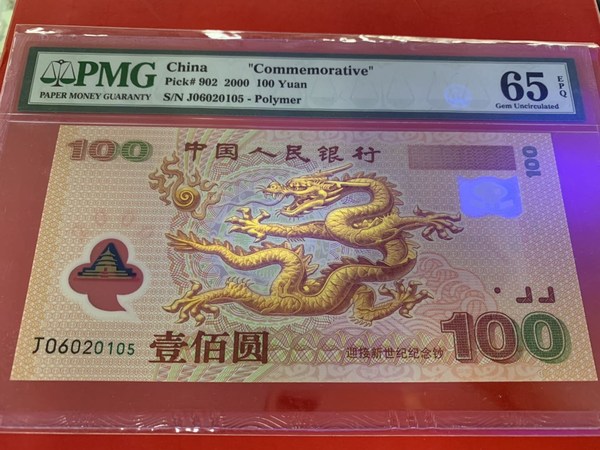 PMG
PAPER MONEY GUARANTY
China "Commemorative"
Pick# 902 2000 100 Yuan
S/N J06020105 - Polymer
65 EPQ
Gem Uncirculated
100 中国人民银行 100
J06020105
壹佰圆
迎接新世纪纪念钞
100